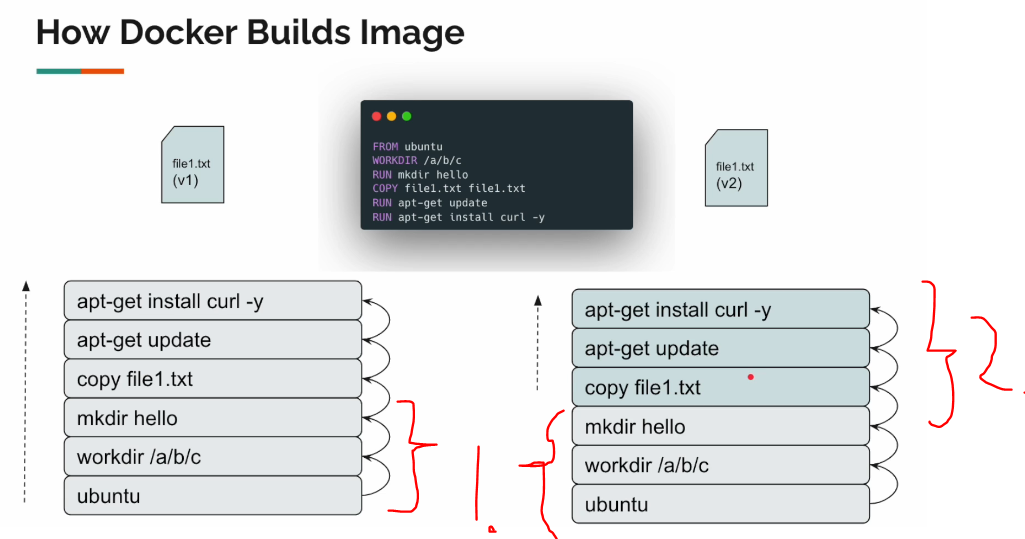 How Docker Builds Image
file1.txt
(v1)
FROM ubuntu
WORKDIR /a/b/c
RUN mkdir hello
COPY file1.txt file1.txt
RUN apt-get update
RUN apt-get install curl -y
file1.txt
(v2)
apt-get install curl -y
apt-get update
copy file1.txt
mkdir hello
workdir /a/b/c
ubuntu
1.
apt-get install curl -y
apt-get update
copy file1.txt
mkdir hello
workdir /a/b/c
ubuntu
2.